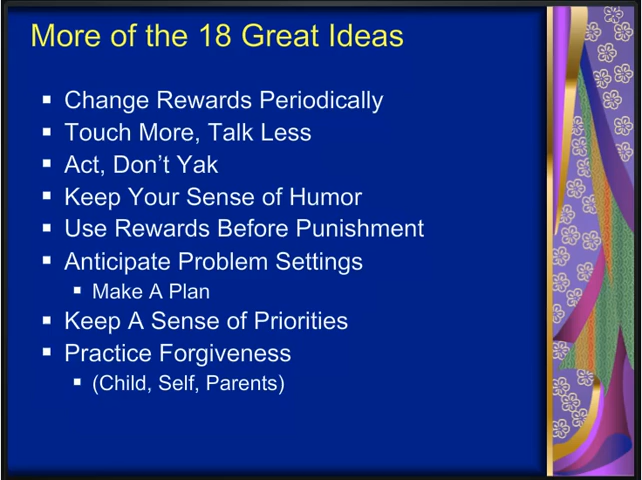 More of the 18 Great Ideas
▪ Change Rewards Periodically
▪ Touch More, Talk Less
▪ Act, Don't Yak
▪ Keep Your Sense of Humor
▪ Use Rewards Before Punishment
▪ Anticipate Problem Settings
▪ Make A Plan
▪ Keep A Sense of Priorities
▪ Practice Forgiveness
▪ (Child, Self, Parents)